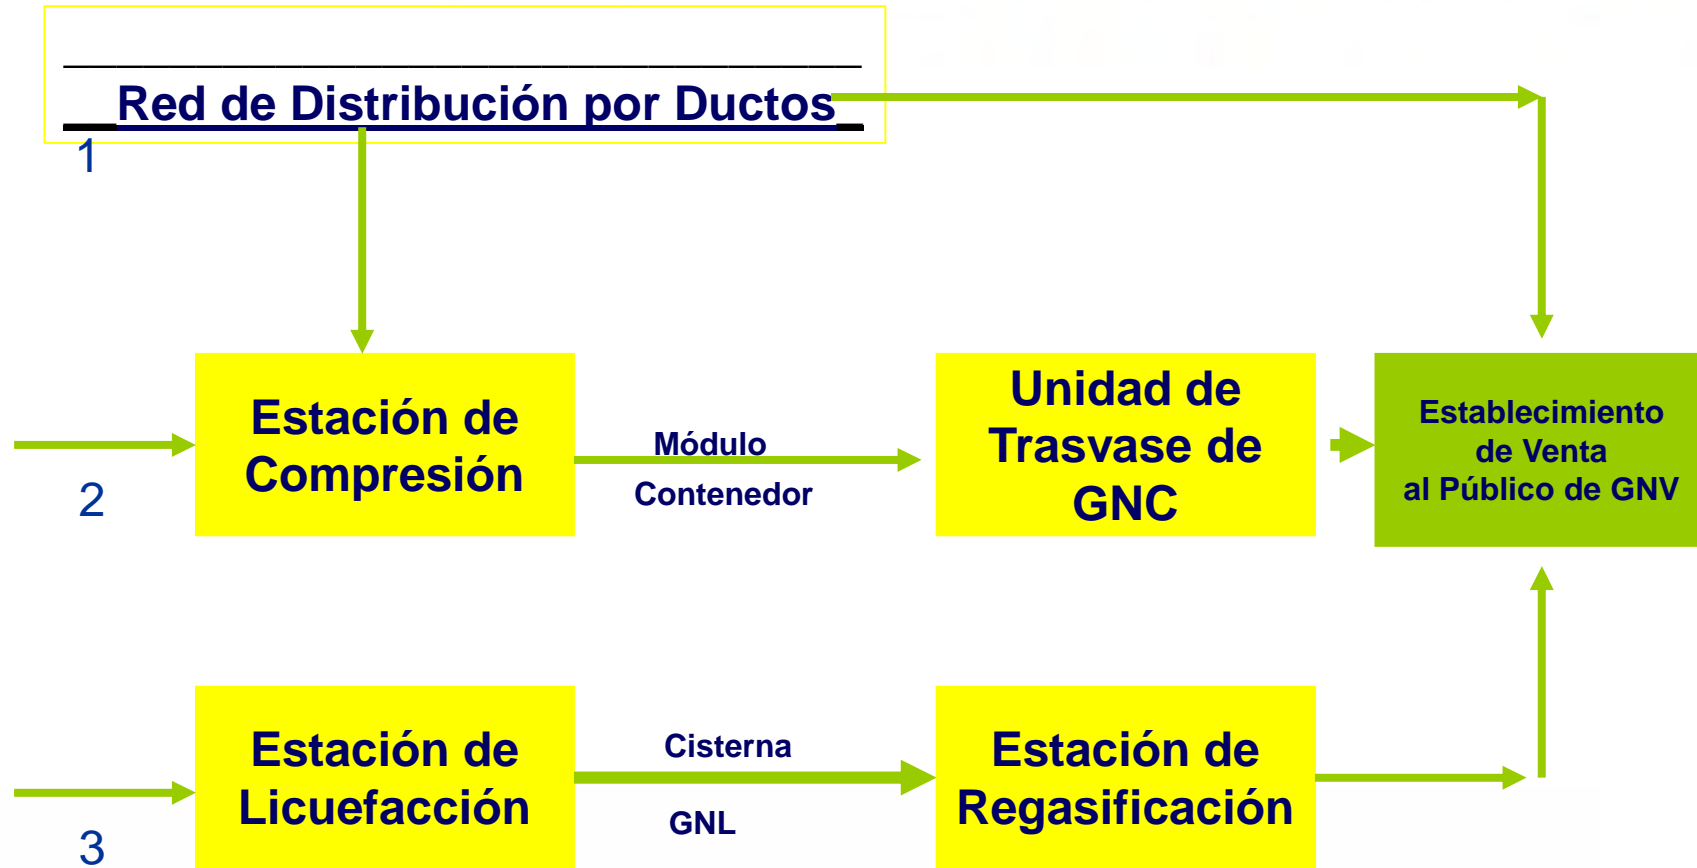 Red de Distribución por Ductos
1
Estación de
Compresión
2
Módulo
Contenedor
Unidad de
Trasvase de
GNC
Establecimiento
de Venta
al Público de GNV
Estación de
Licuefacción
3
Cisterna
GNL
Estación de
Regasificación